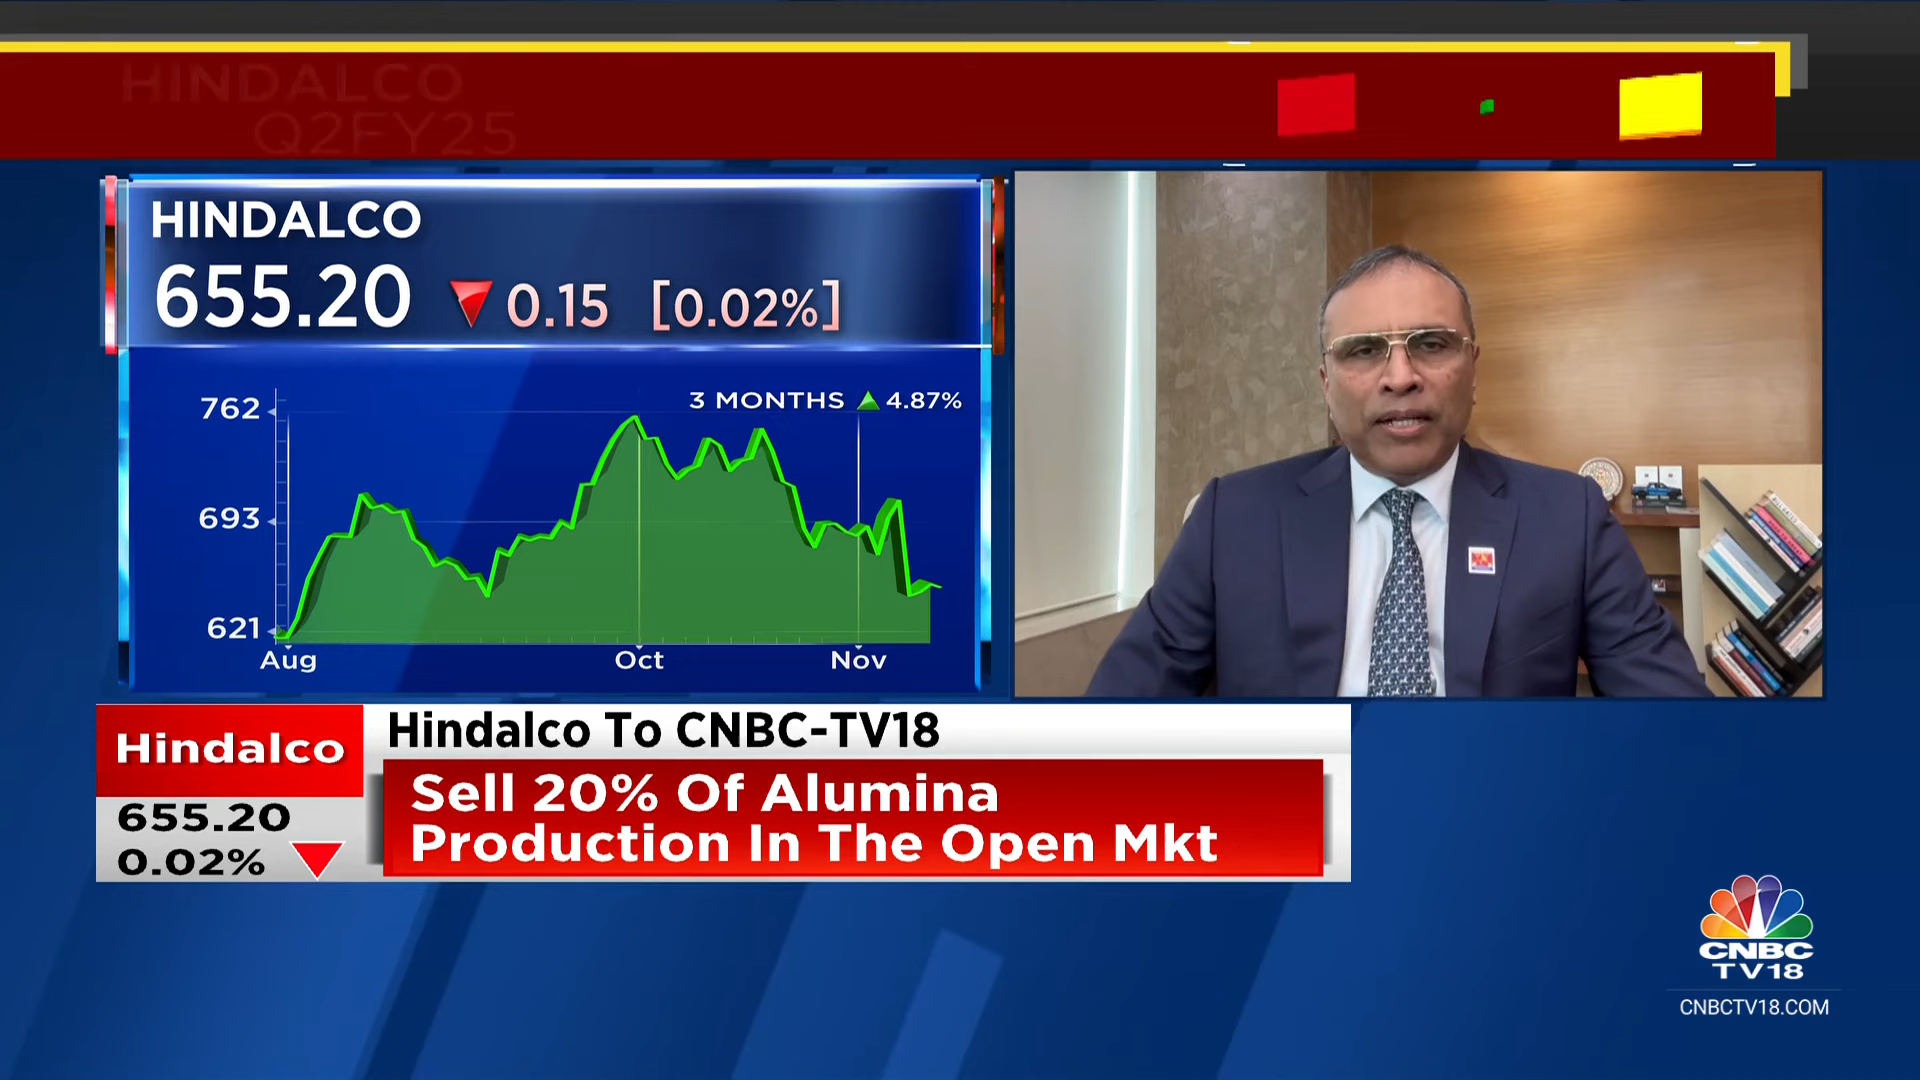 HINDALCO
Q2FY25
HINDALCO
655.20 ▼ 0.15 [0.02%]
3 MONTHS ▲ 4.87%
762
693
621
Aug Oct Nov
Hindalco
655.20
0.02% ▼
Hindalco To CNBC-TV18
Sell 20% Of Alumina
Production In The Open Mkt
CNBC
TV18
CNBCTV18.COM